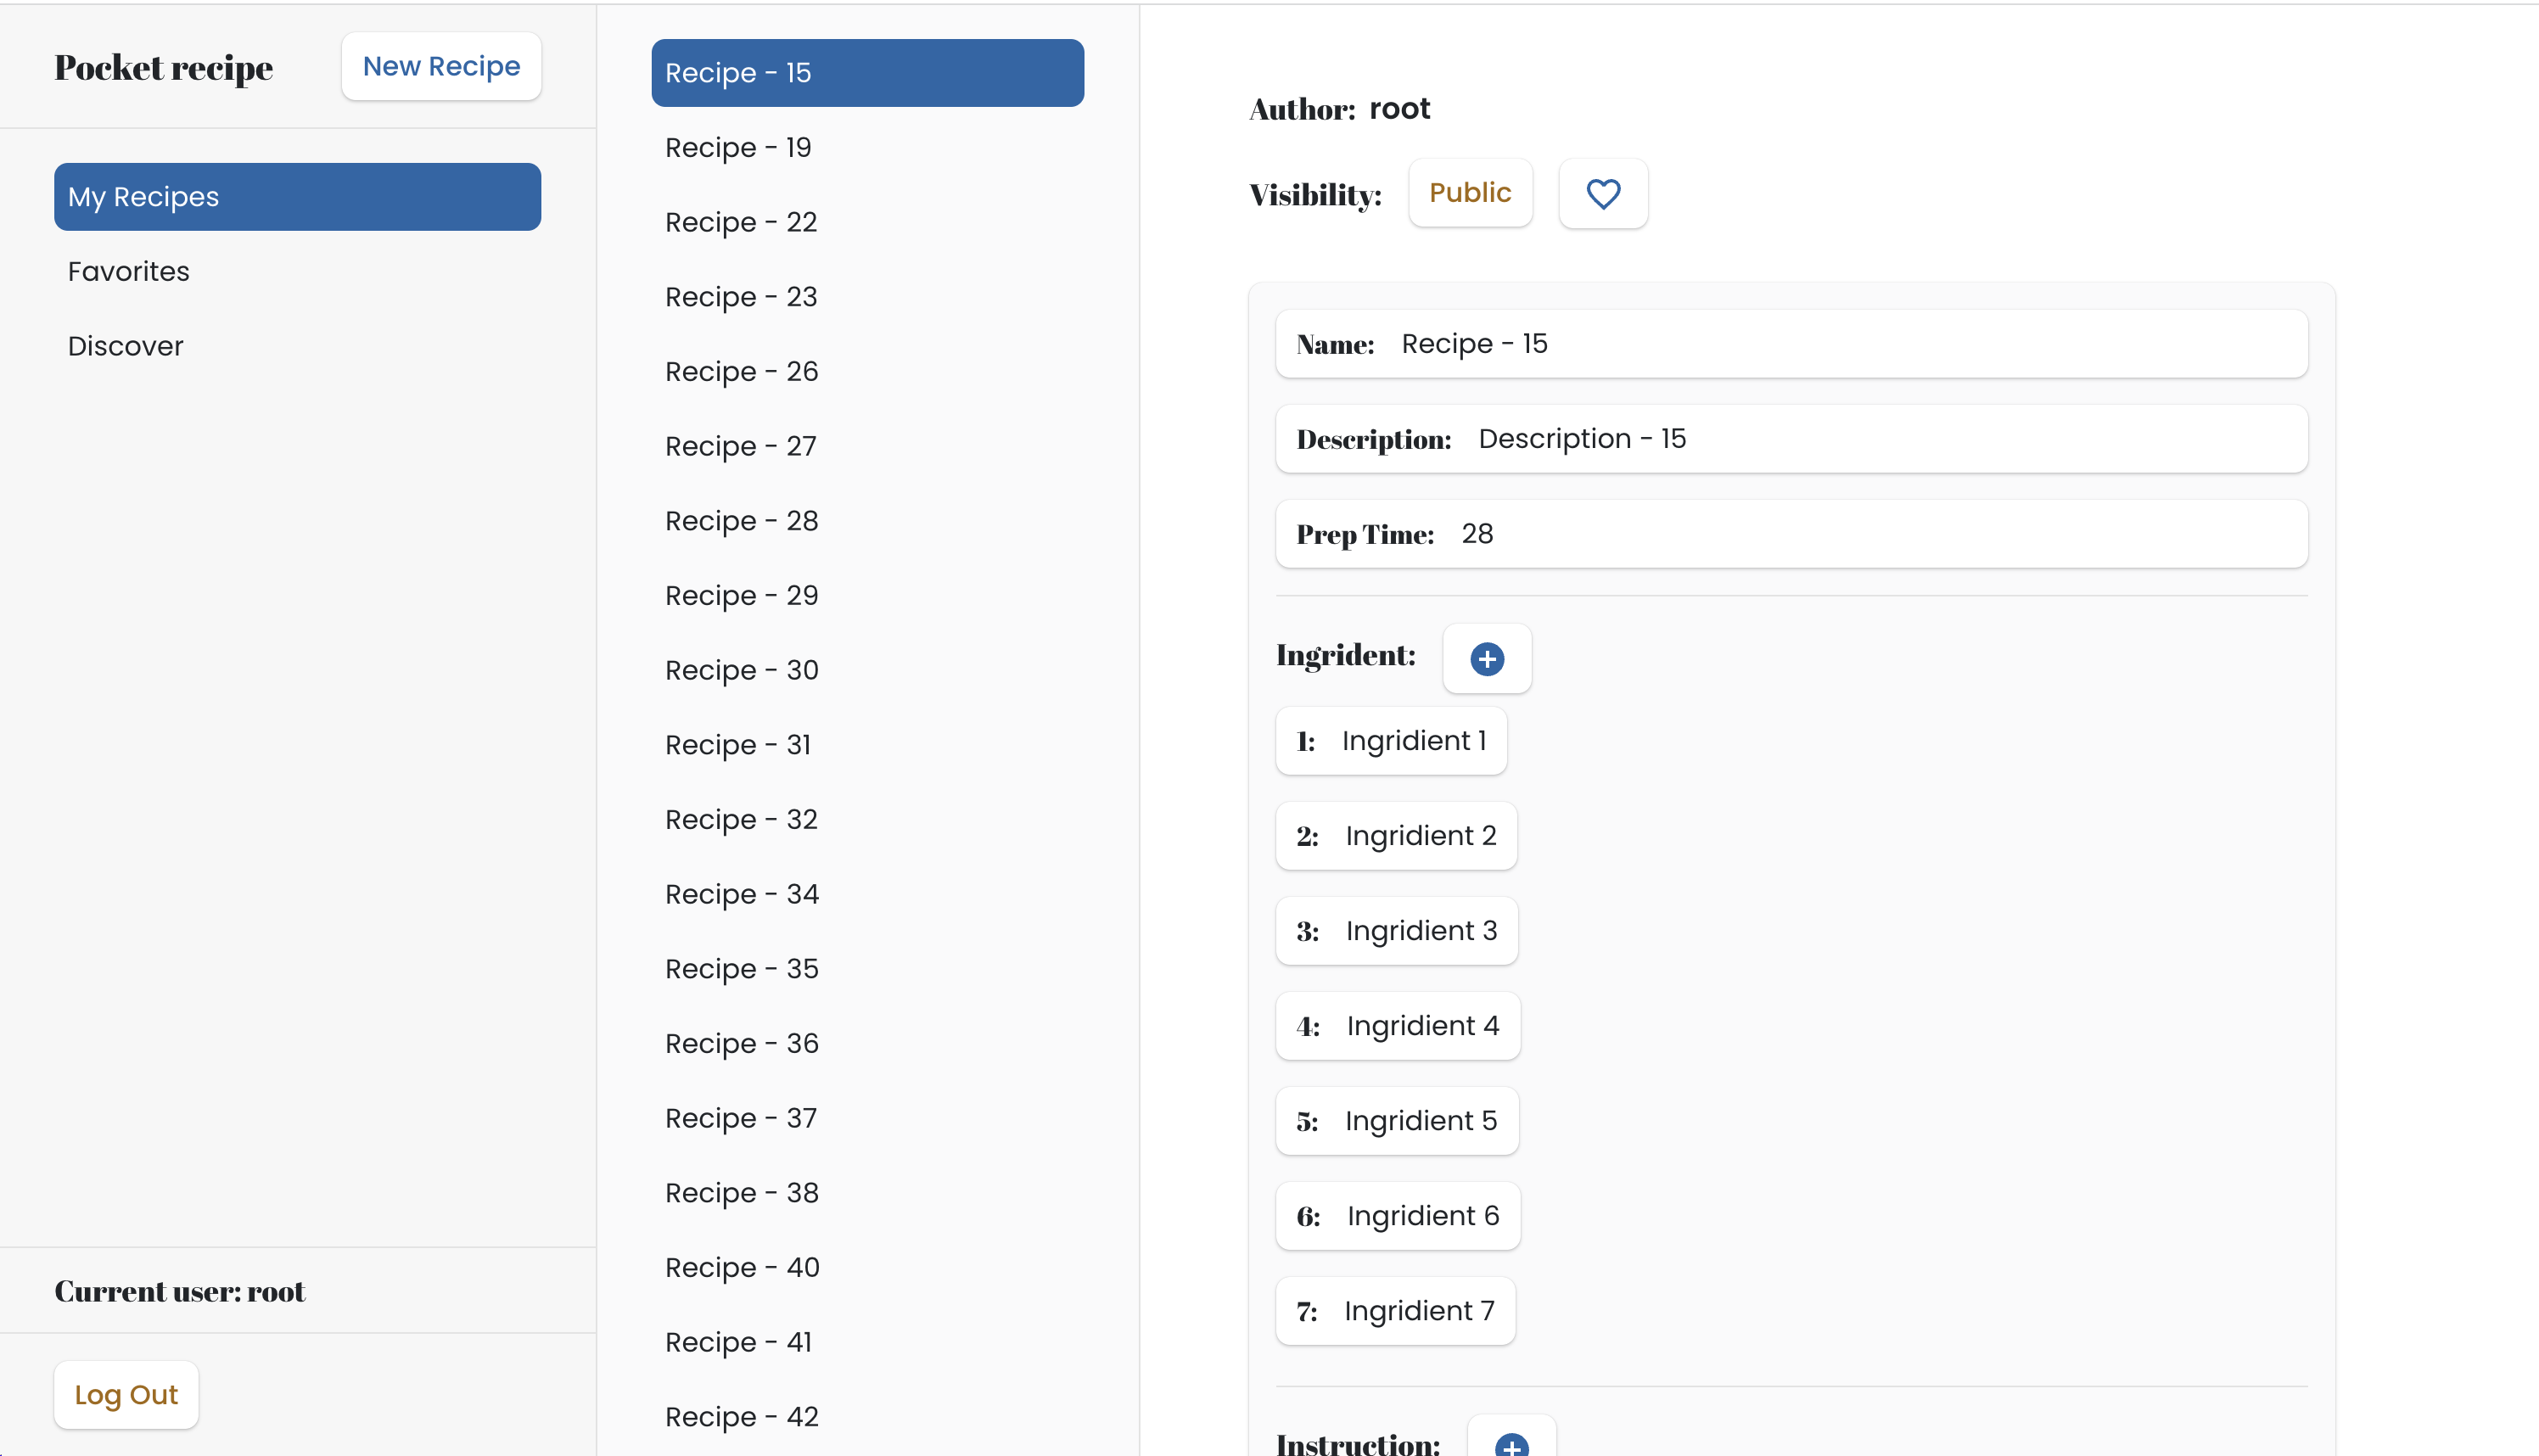 Pocket recipe
New Recipe
My Recipes
Favorites
Discover
Current user: root
Log Out
Recipe - 15
Recipe - 19
Recipe - 22
Recipe - 23
Recipe - 26
Recipe - 27
Recipe - 28
Recipe - 29
Recipe - 30
Recipe - 31
Recipe - 32
Recipe - 34
Recipe - 35
Recipe - 36
Recipe - 37
Recipe - 38
Recipe - 40
Recipe - 41
Recipe - 42
Author: root
Visibility: Public
Name: Recipe - 15
Description: Description - 15
Prep Time: 28
Ingrident:
1: Ingridient 1
2: Ingridient 2
3: Ingridient 3
4: Ingridient 4
5: Ingridient 5
6: Ingridient 6
7: Ingridient 7
Instruction: